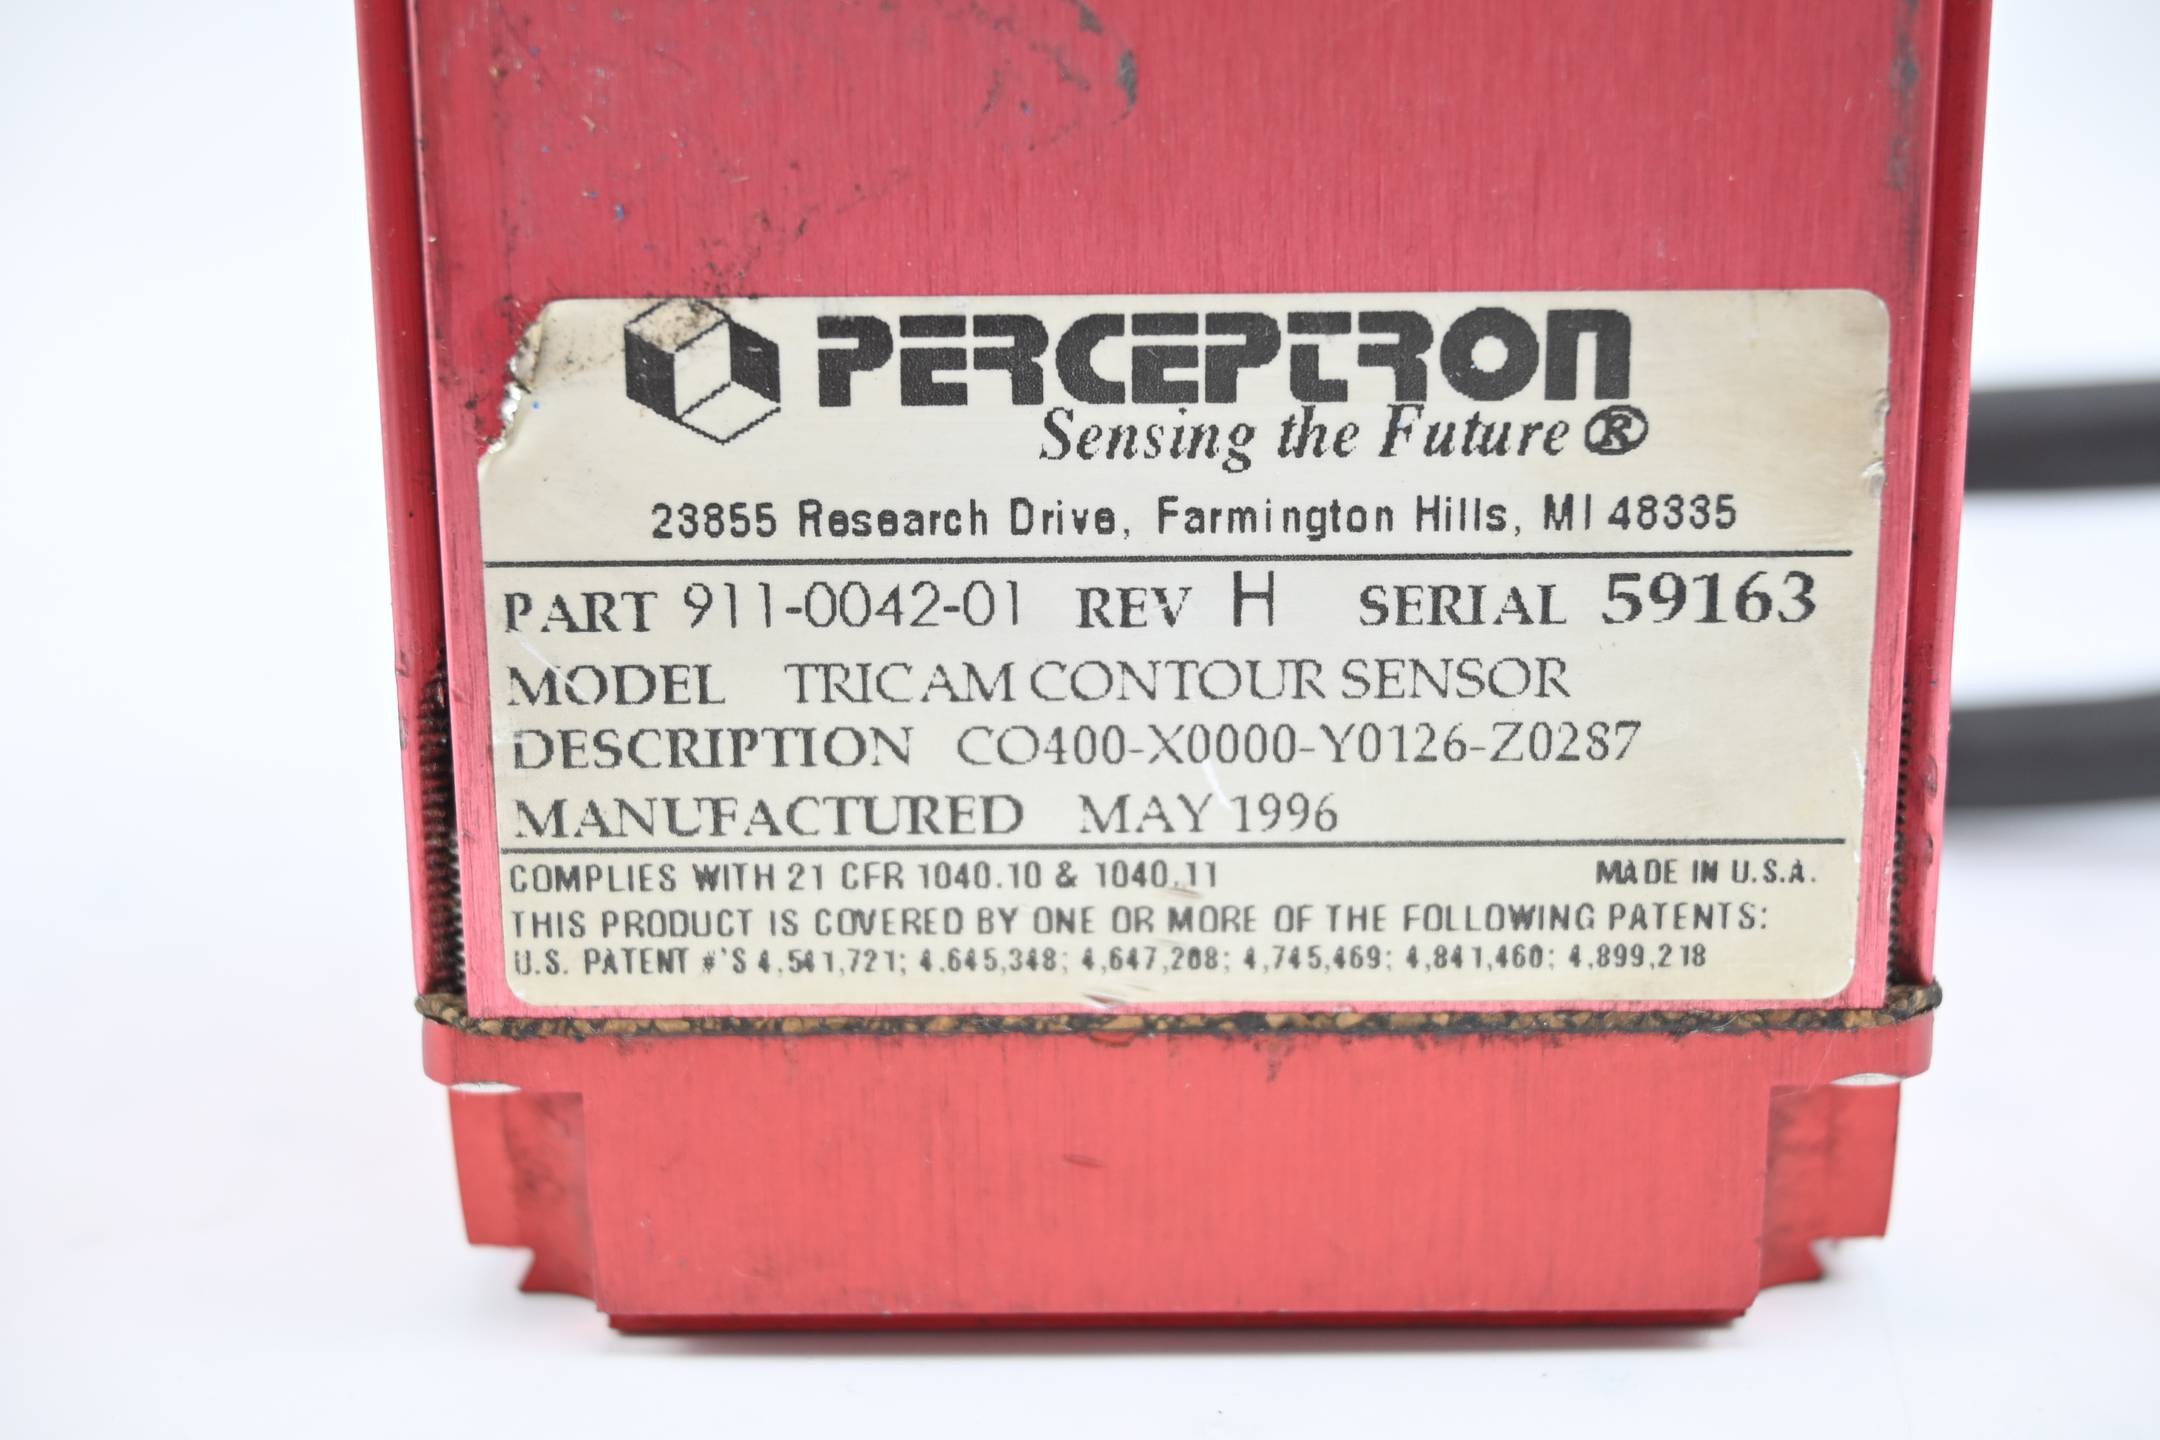 PERCEPTRON
Sensing the Future ®
23855 Research Drive, Farmington Hills, MI 48335
PART 911-0042-01 REV H SERIAL 59163
MODEL TRICAM CONTOUR SENSOR
DESCRIPTION CO400-X0000-Y0126-Z0287
MANUFACTURED MAY 1996
COMPLIES WITH 21 CFR 1040.10 & 1040.11 MADE IN U.S.A.
THIS PRODUCT IS COVERED BY ONE OR MORE OF THE FOLLOWING PATENTS:
U.S. PATENT #'S 4,541,721; 4.645,348; 4,647,208; 4,745,469; 4,841,460; 4,899,218